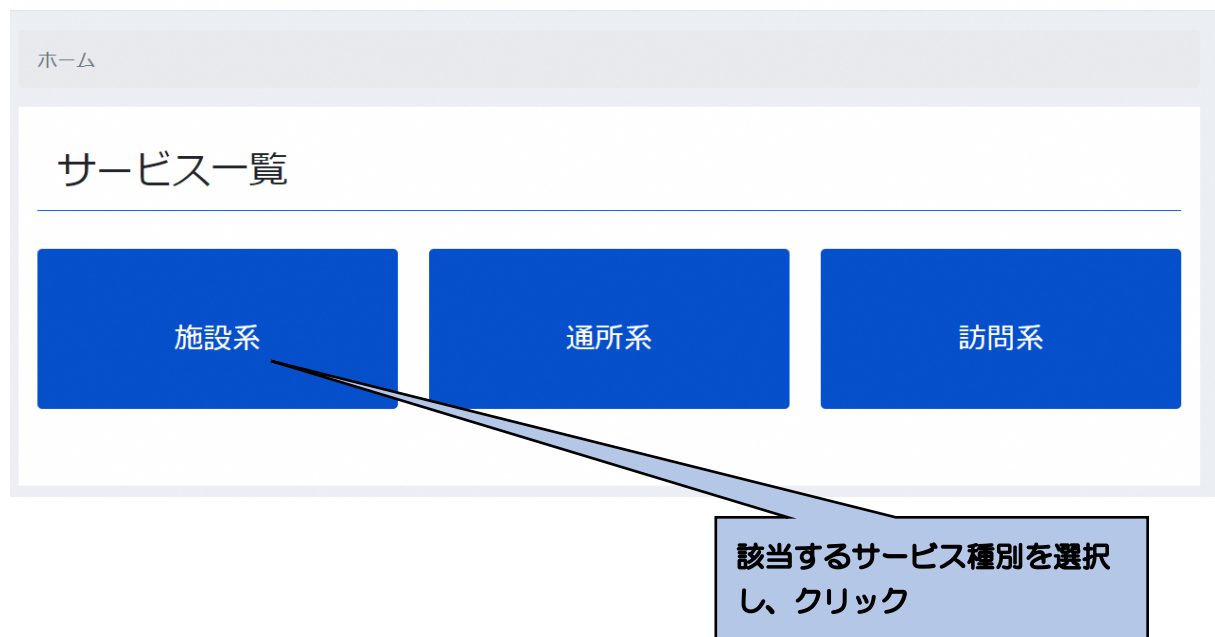 ホーム
サービス一覧
施設系
通所系
訪問系
該当するサービス種別を選択
し、クリック